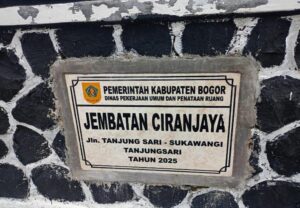 PEMERINTAH KABUPATEN BOGOR
DINAS PEKERJAAN UMUM DAN PENATAAN RUANG
JEMBATAN CIRANJAYA
Jln. TANJUNG SARI - SUKAWANGI
TANJUNGSARI
TAHUN 2025